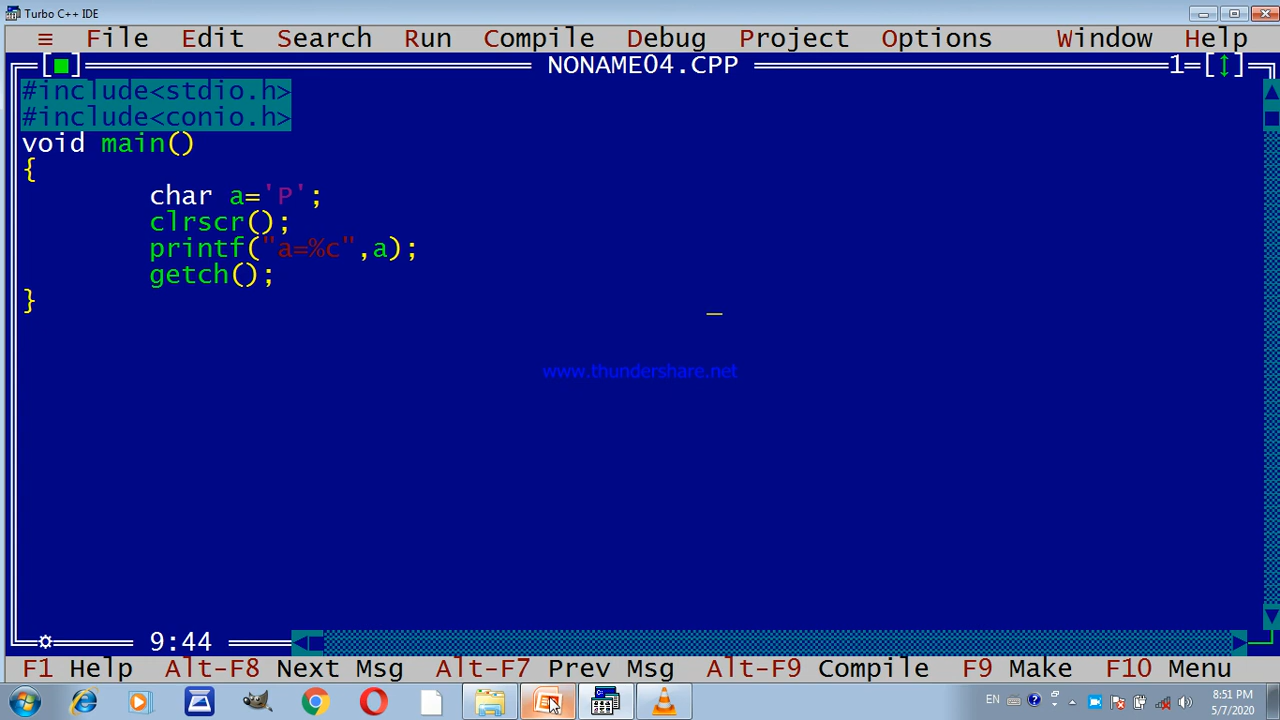 Turbo C++ IDE
≡ File Edit Search Run Compile Debug Project Options Window Help
NONAME04.CPP 1
#include<stdio.h>
#include<conio.h>
void main()
{
char a='P';
clrscr();
printf("a=%c",a);
getch();
}
www.thundershare.net
9:44
F1 Help Alt-F8 Next Msg Alt-F7 Prev Msg Alt-F9 Compile F9 Make F10 Menu
EN
8:51 PM
5/7/2020